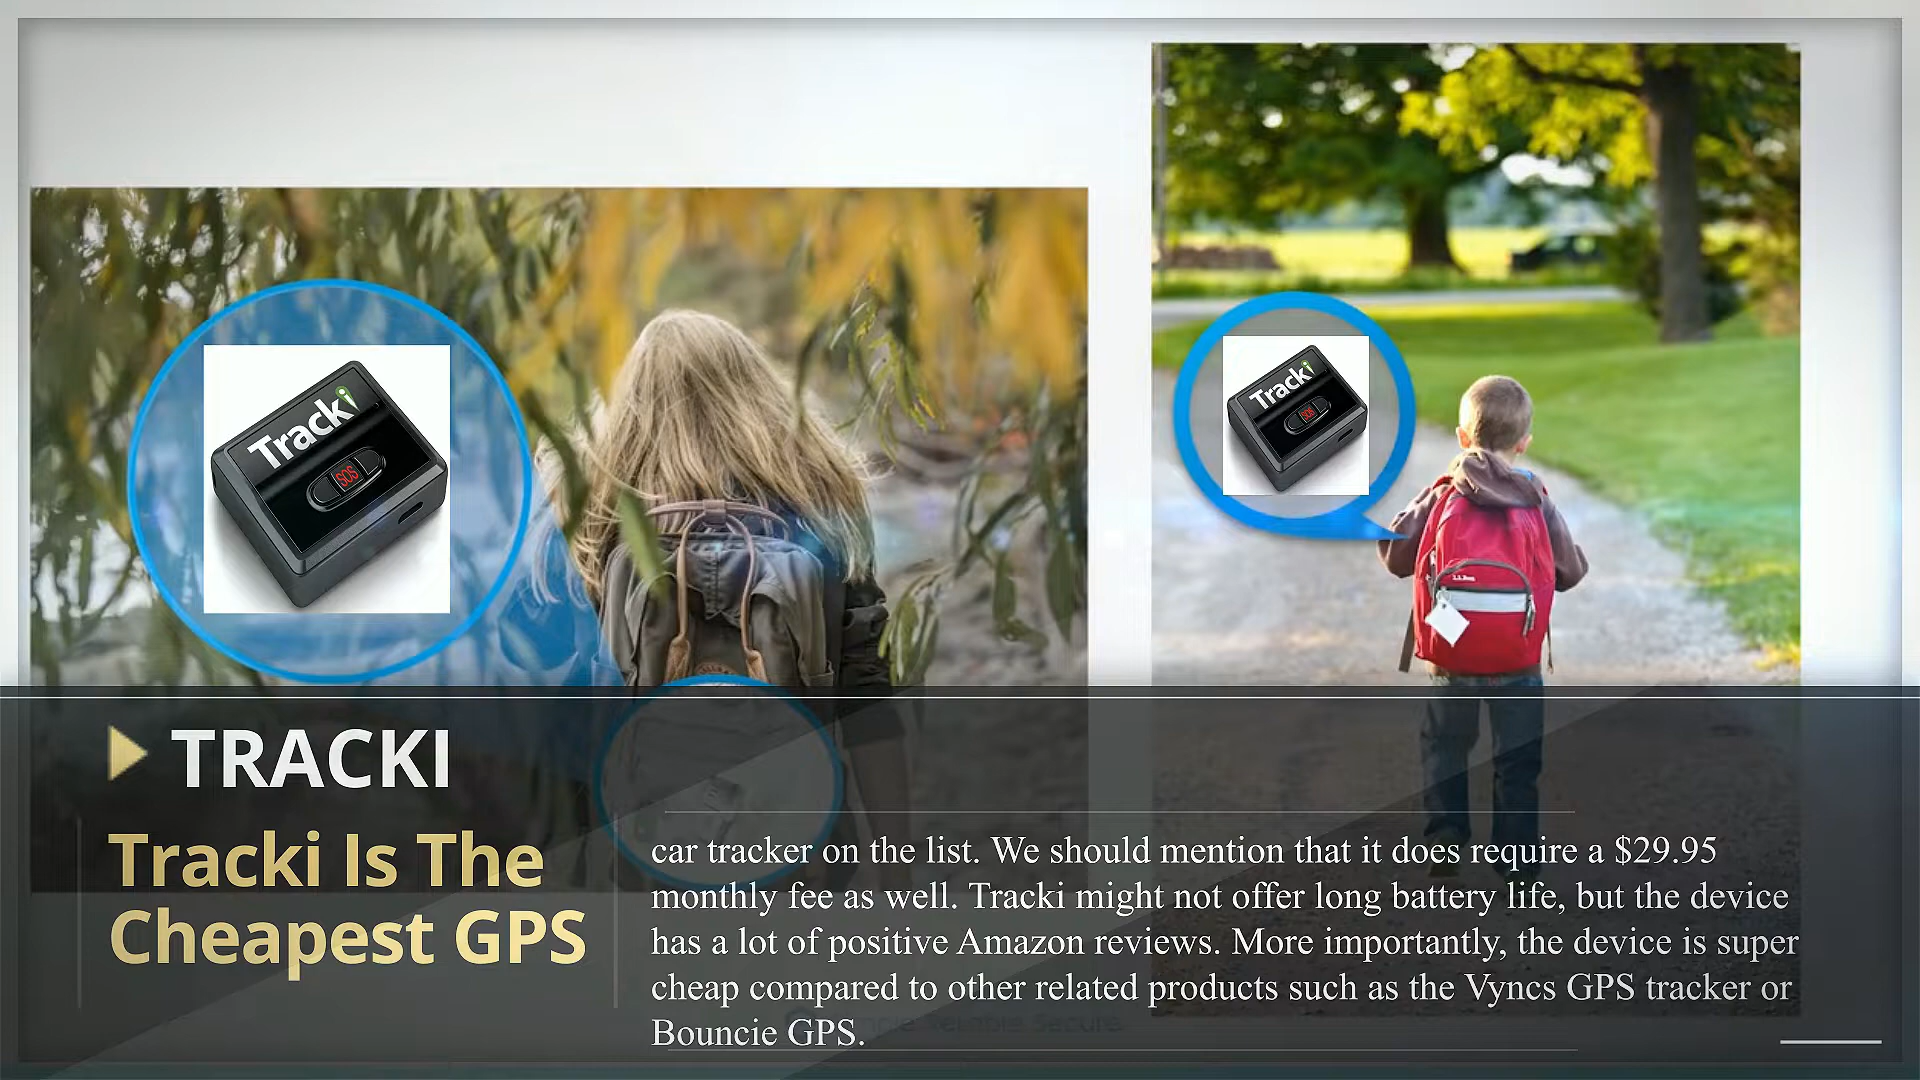 Tracki
SOS
Tracki
SOS
L.L.Bean
TRACKI
Tracki Is The
Cheapest GPS
car tracker on the list. We should mention that it does require a $29.95
monthly fee as well. Tracki might not offer long battery life, but the device
has a lot of positive Amazon reviews. More importantly, the device is super
cheap compared to other related products such as the Vyncs GPS tracker or
Bouncie GPS.
Reliable Secure